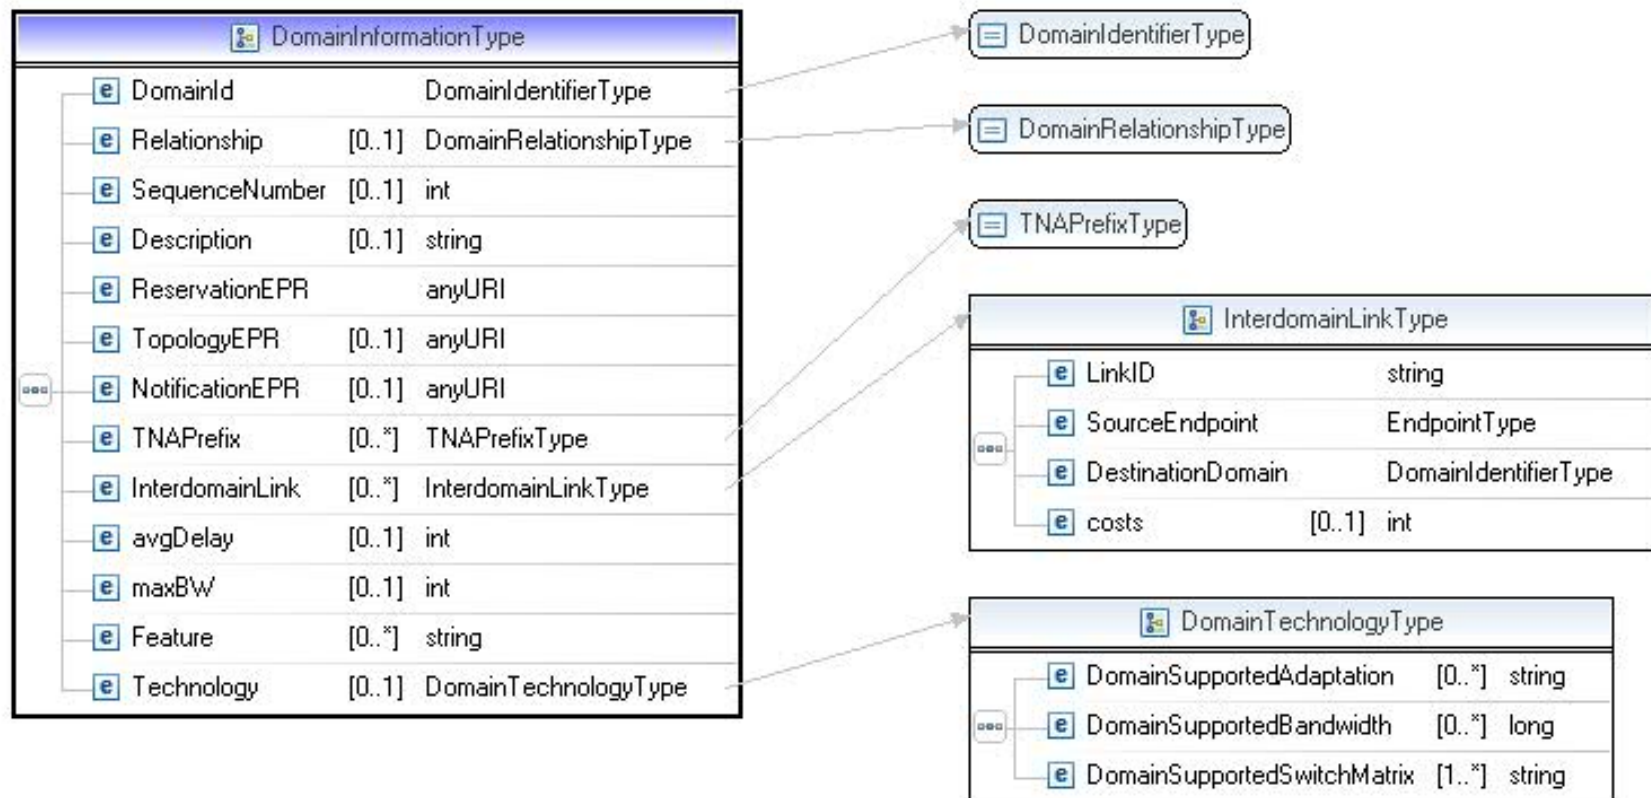 DomainInformationType
DomainId DomainIdentifierType
Relationship [0..1] DomainRelationshipType
SequenceNumber [0..1] int
Description [0..1] string
ReservationEPR anyURI
TopologyEPR [0..1] anyURI
NotificationEPR [0..1] anyURI
TNAPrefix [0..*] TNAPrefixType
InterdomainLink [0..*] InterdomainLinkType
avgDelay [0..1] int
maxBW [0..1] int
Feature [0..*] string
Technology [0..1] DomainTechnologyType
DomainIdentifierType
DomainRelationshipType
TNAPrefixType
InterdomainLinkType
LinkID string
SourceEndpoint EndpointType
DestinationDomain DomainIdentifierType
costs [0..1] int
DomainTechnologyType
DomainSupportedAdaptation [0..*] string
DomainSupportedBandwidth [0..*] long
DomainSupportedSwitchMatrix [1..*] string